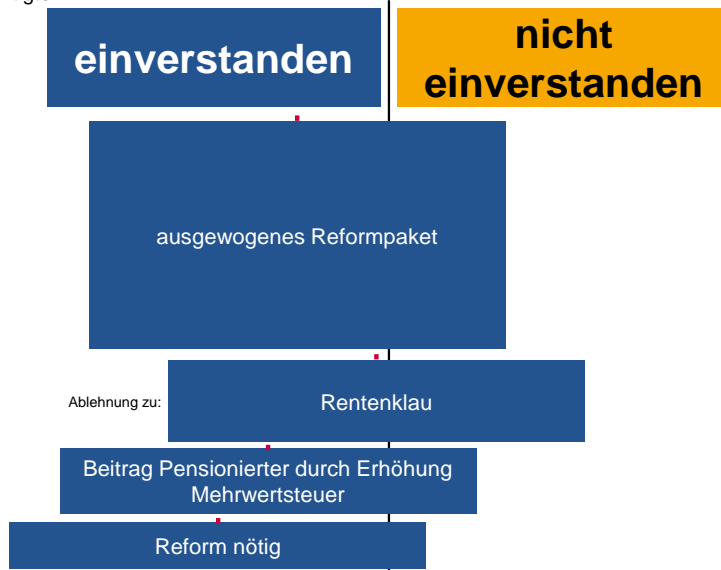 einverstanden
nicht
einverstanden
ausgewogenes Reformpaket
Ablehnung zu:
Rentenklau
Beitrag Pensionierter durch Erhöhung
Mehrwertsteuer
Reform nötig